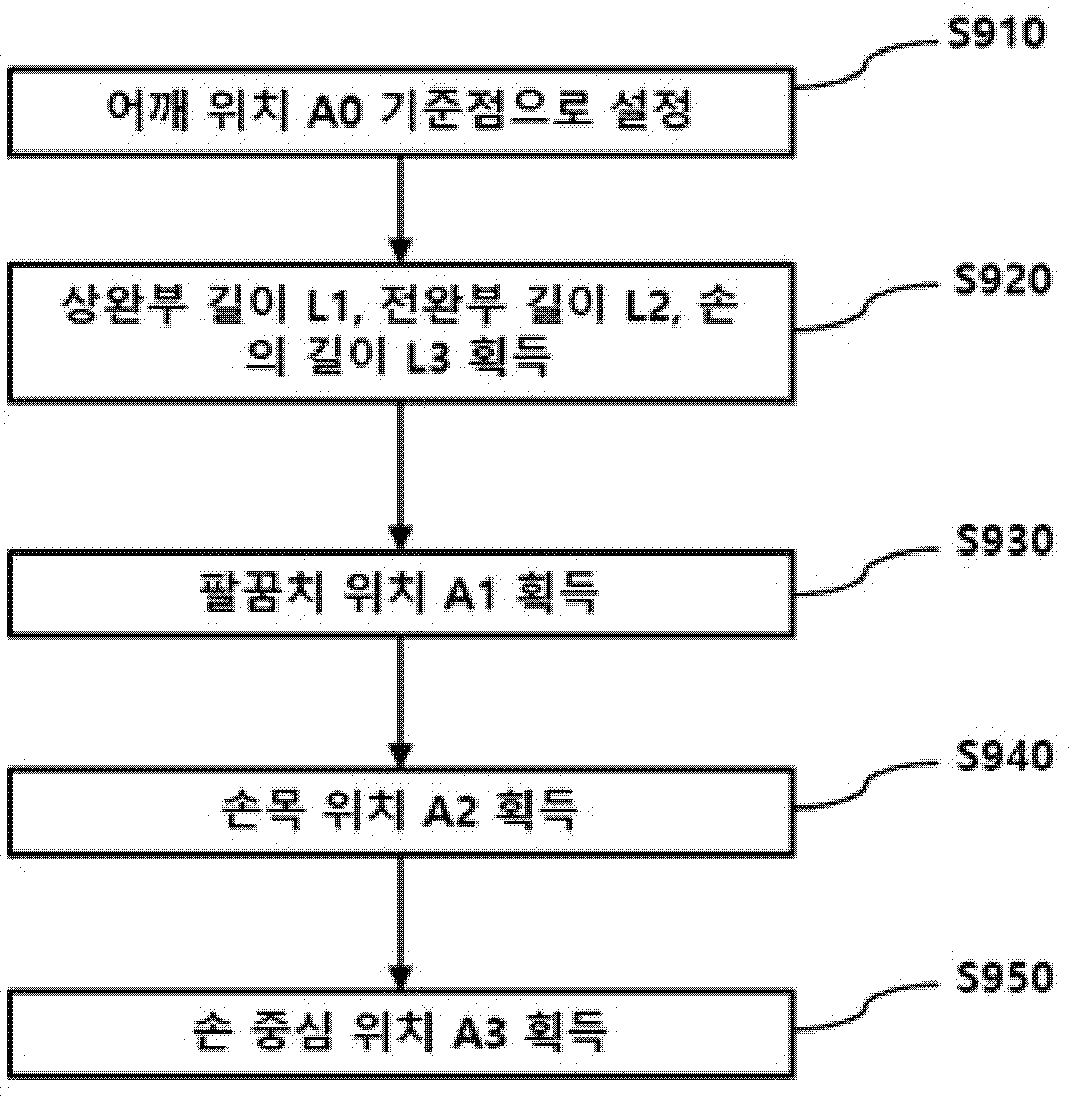 S910
어깨 위치 A0 기준점으로 설정
S920
상완부 길이 L1, 전완부 길이 L2, 손
의 길이 L3 획득
S930
팔꿈치 위치 A1 획득
S940
손목 위치 A2 획득
S950
손 중심 위치 A3 획득